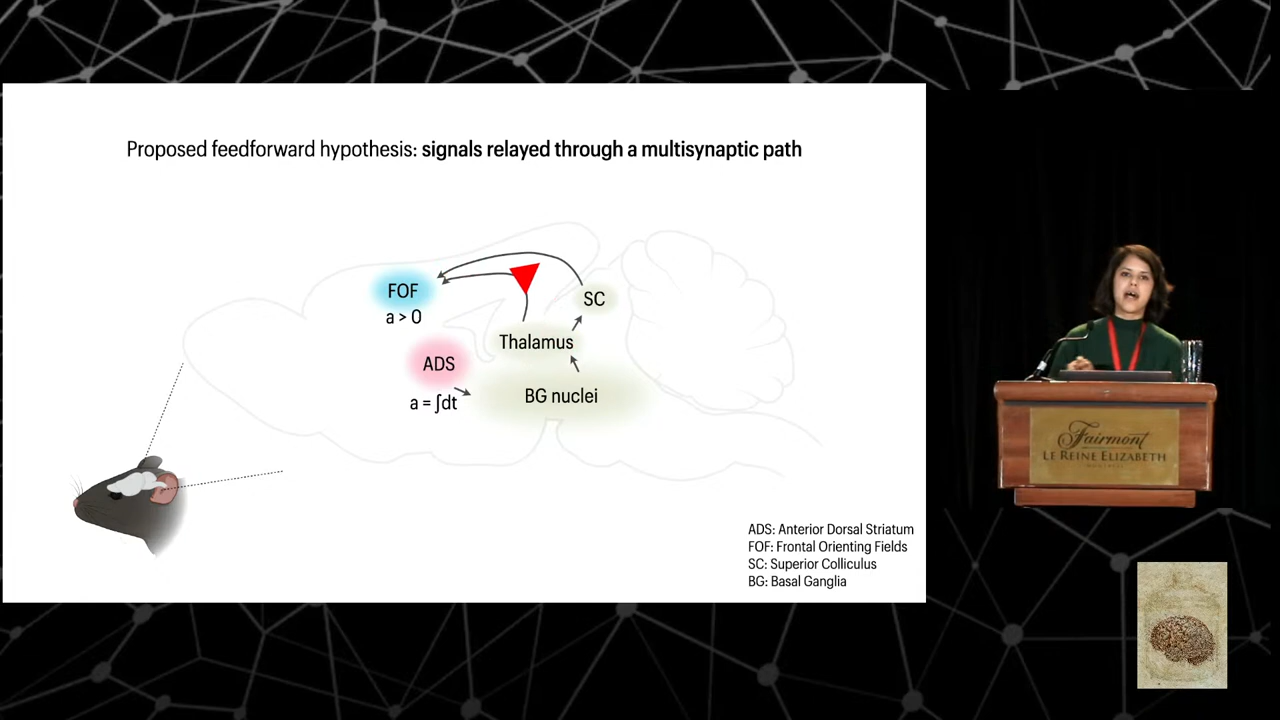 Proposed feedforward hypothesis: signals relayed through a multisynaptic path
FOF
a > 0
SC
Thalamus
ADS
a = ∫dt
BG nuclei
ADS: Anterior Dorsal Striatum
FOF: Frontal Orienting Fields
SC: Superior Colliculus
BG: Basal Ganglia
Fairmont
LE REINE ELIZABETH